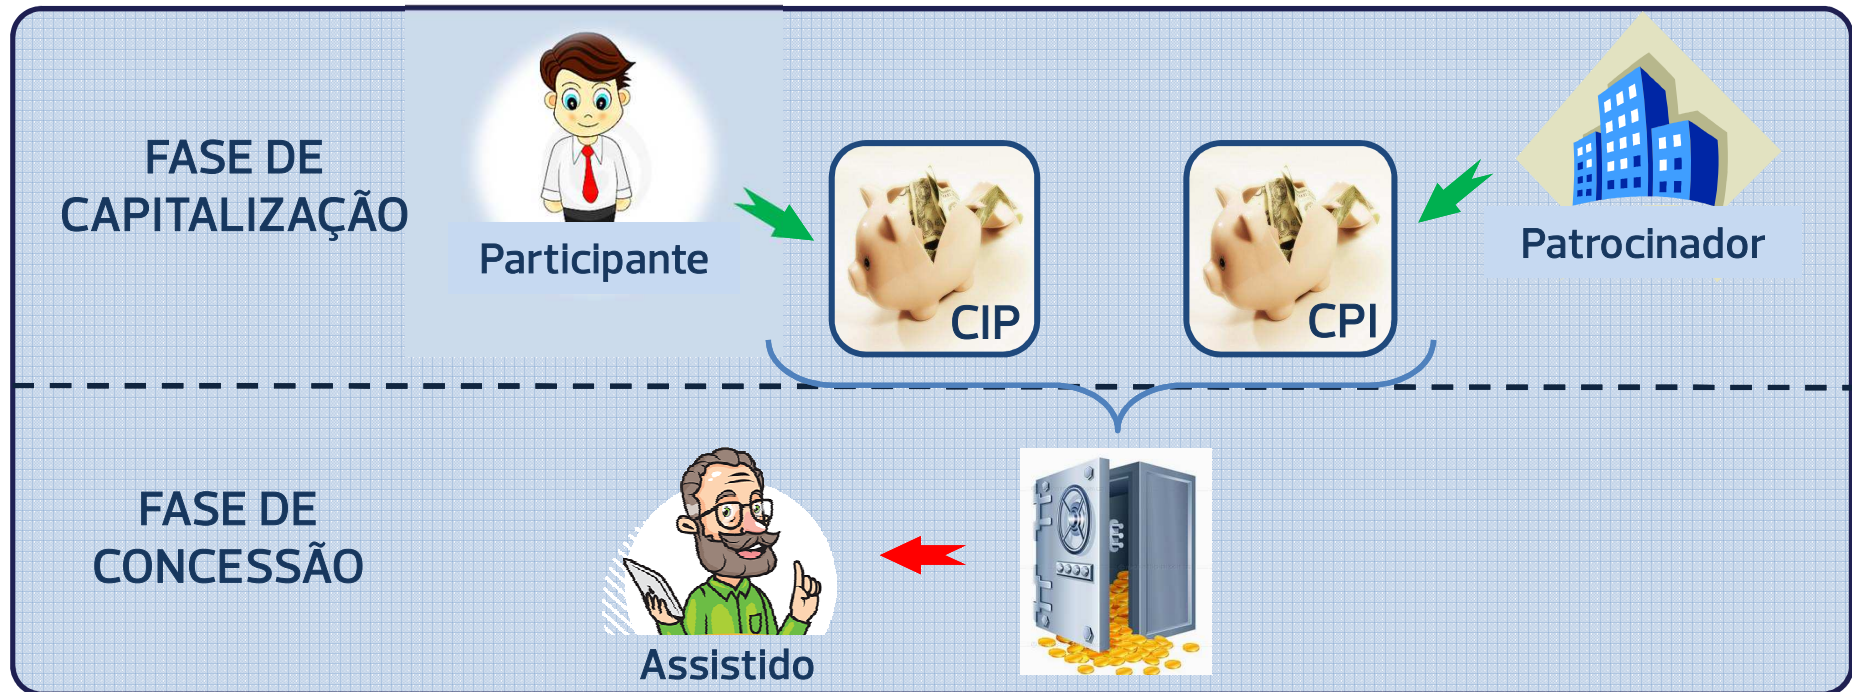 FASE DE
CAPITALIZAÇÃO
Participante
CIP
CPI
Patrocinador
FASE DE
CONCESSÃO
Assistido